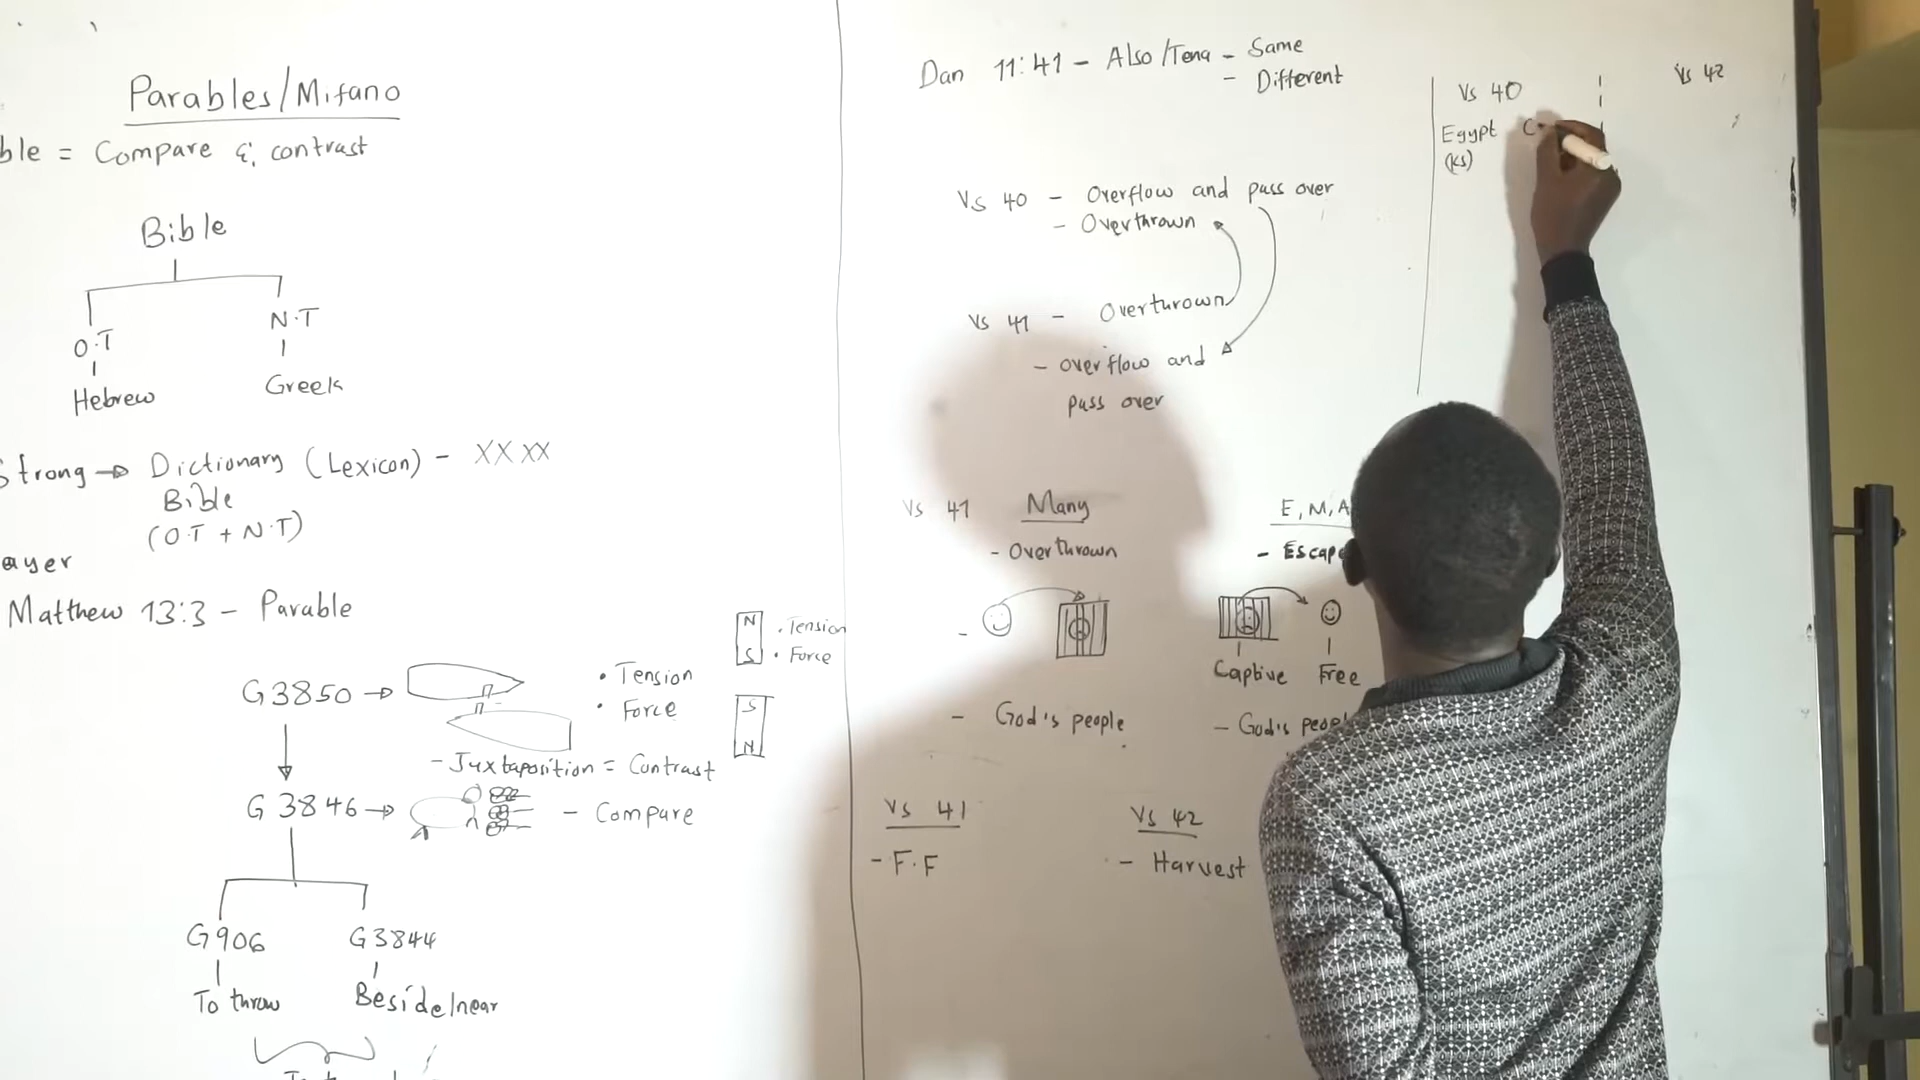 Parables/Mifano
ble = Compare & contrast
Bible
O.T
N.T
Hebrew
Greek
Strong → Dictionary (Lexicon) - XXXX
Bible
(O.T + N.T)
ayer
Matthew 13:3 - Parable
G3850 →
• Tension
• Force
- Juxtaposition = Contrast
G3846 →
- Compare
G906
G3844
To throw
Beside/near
N
S
• Tension
• Force
S
N
Dan 11:41 - Also/Tena - Same
- Different
Vs 40 - Overflow and pass over
- Overthrown
Vs 41 - Overthrown
- overflow and
pass over
Vs 41
Many
- Overthrown
- God's people
E, M, A
- Escape
Captive
Free
- God's peopl
Vs 41
- F.F
Vs 42
- Harvest
Vs 40
Egypt
(KS)
Vs 42